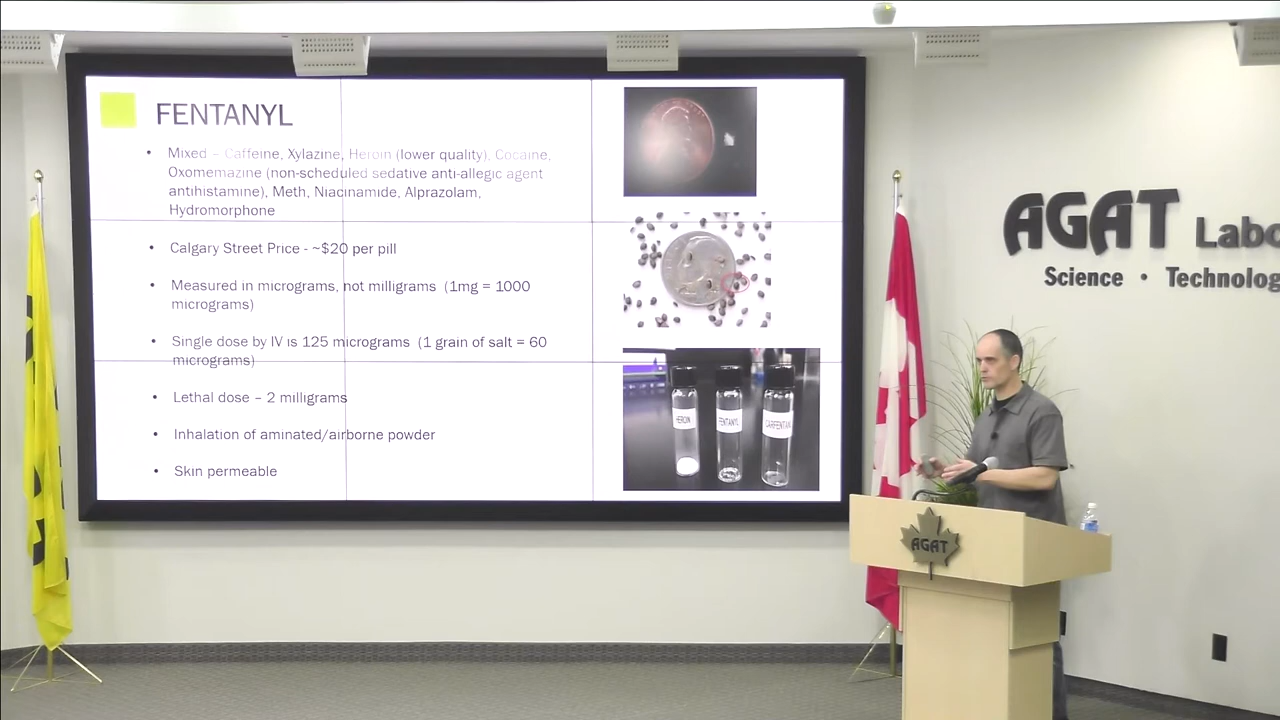 FENTANYL
Mixed – Caffeine, Xylazine, Heroin (lower quality), Cocaine,
Oxomemazine (non-scheduled sedative anti-allegic agent
antihistamine), Meth, Niacinamide, Alprazolam,
Hydromorphone
Calgary Street Price - ~$20 per pill
Measured in micrograms, not milligrams (1mg = 1000
micrograms)
Single dose by IV is 125 micrograms (1 grain of salt = 60
micrograms)
Lethal dose – 2 milligrams
Inhalation of aminated/airborne powder
Skin permeable
HEROIN
FENTANYL
CARFENTAN
AGAT Labo
Science · Technolog
AGAT